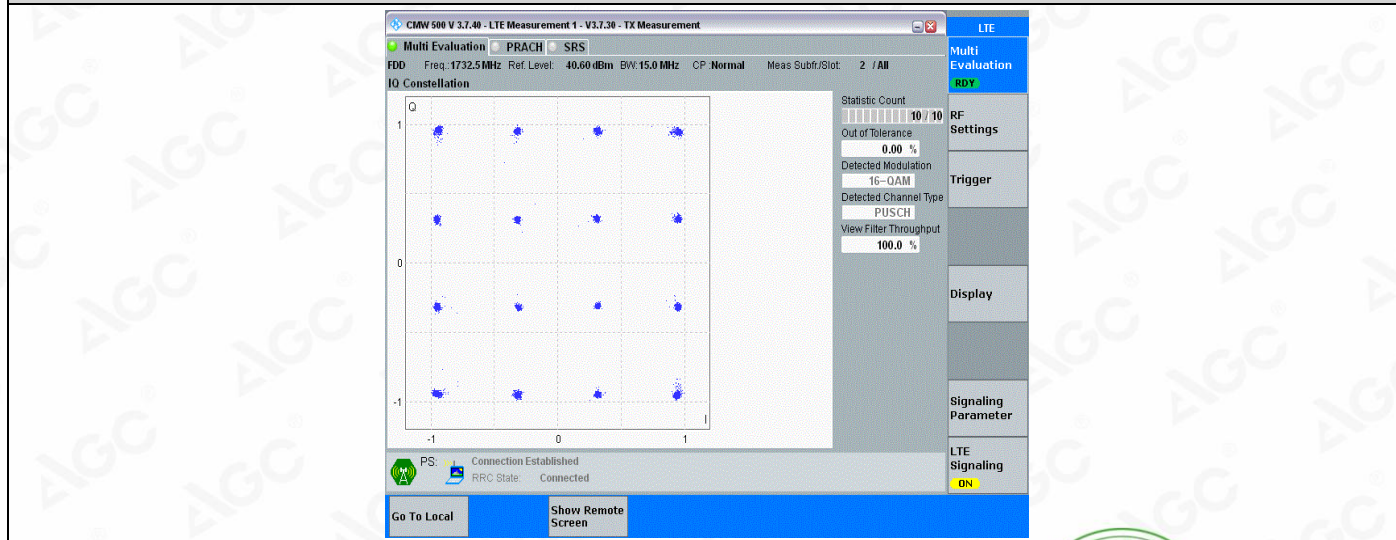 CMW 500 V 3.7.40 - LTE Measurement 1 - V3.7.30 - TX Measurement
LTE
Multi Evaluation PRACH SRS
FDD Freq.:1732.5 MHz Ref. Level: 40.60 dBm BW:15.0 MHz CP :Normal Meas Subfr./Slot: 2 / All
IQ Constellation
Q
1
0
-1
-1 0 1
I
Statistic Count
10 / 10
Out of Tolerance
0.00 %
Detected Modulation
16-QAM
Detected Channel Type
PUSCH
View Filter Throughput
100.0 %
Multi
Evaluation
RDY
RF
Settings
Trigger
Display
Signaling
Parameter
LTE
Signaling
ON
PS: Connection Established
RRC State: Connected
Go To Local
Show Remote
Screen
AGC